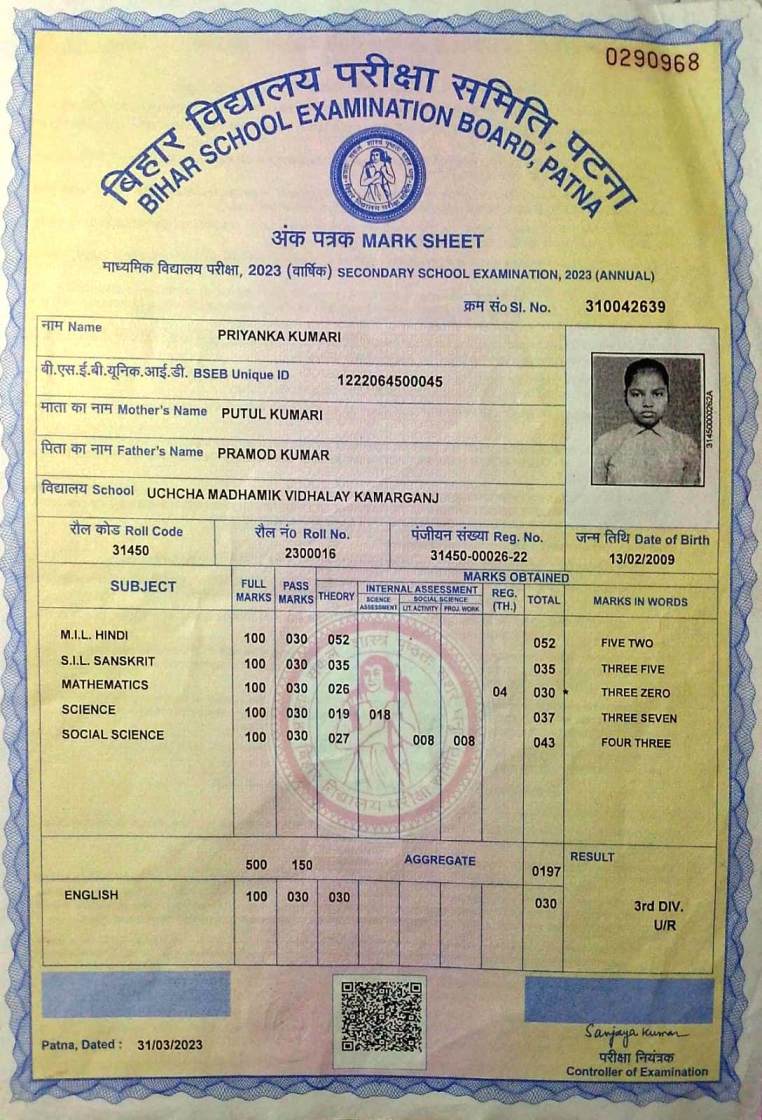 0290968
बिहार विद्यालय परीक्षा समिति, पटना
BIHAR SCHOOL EXAMINATION BOARD, PATNA
अंक पत्रक MARK SHEET
माध्यमिक विद्यालय परीक्षा, 2023 (वार्षिक) SECONDARY SCHOOL EXAMINATION, 2023 (ANNUAL)
क्रम सं० Sl. No. 310042639
नाम Name PRIYANKA KUMARI
बी.एस.ई.बी.यूनिक.आई.डी. BSEB Unique ID 1222064500045
माता का नाम Mother's Name PUTUL KUMARI
पिता का नाम Father's Name PRAMOD KUMAR
विद्यालय School UCHCHA MADHAMIK VIDHALAY KAMARGANJ
314500000262A
रौल कोड Roll Code रौल नं० Roll No. पंजीयन संख्या Reg. No. जन्म तिथि Date of Birth
31450 2300016 31450-00026-22 13/02/2009
SUBJECT FULL MARKS PASS MARKS MARKS OBTAINED
THEORY INTERNAL ASSESSMENT REG. (TH.) TOTAL MARKS IN WORDS
SCIENCE ASSESSMENT SOCIAL SCIENCE
LIT. ACTIVITY PROJ. WORK
M.I.L. HINDI 100 030 052 052 FIVE TWO
S.I.L. SANSKRIT 100 030 035 035 THREE FIVE
MATHEMATICS 100 030 026 04 030 * THREE ZERO
SCIENCE 100 030 019 018 037 THREE SEVEN
SOCIAL SCIENCE 100 030 027 008 008 043 FOUR THREE
500 150 AGGREGATE 0197 RESULT
ENGLISH 100 030 030 030 3rd DIV.
U/R
Patna, Dated : 31/03/2023
Sanjaya Kumar
परीक्षा नियंत्रक
Controller of Examination